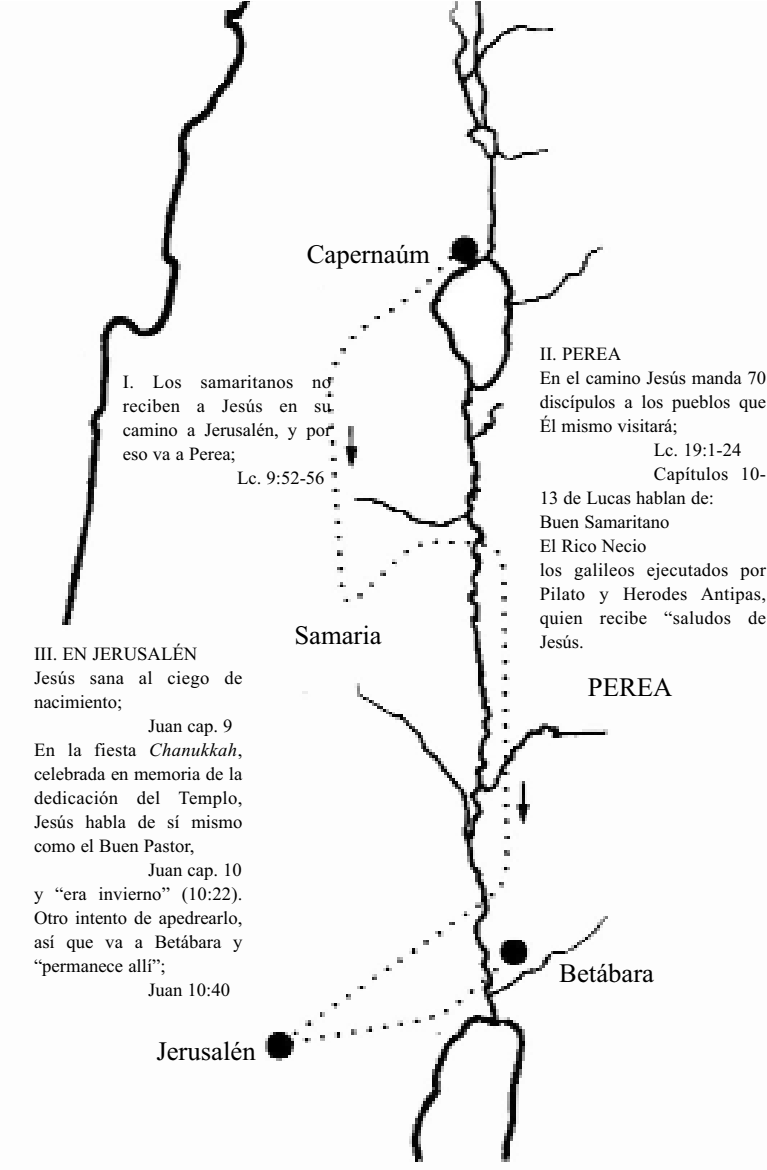 Capernaúm
I. Los samaritanos no
reciben a Jesús en su
camino a Jerusalén, y por
eso va a Perea;
Lc. 9:52-56
II. PEREA
En el camino Jesús manda 70
discípulos a los pueblos que
Él mismo visitará;
Lc. 19:1-24
Capítulos 10-
13 de Lucas hablan de:
Buen Samaritano
El Rico Necio
los galileos ejecutados por
Pilato y Herodes Antipas,
quien recibe “saludos de
Jesús.
Samaria
PEREA
III. EN JERUSALÉN
Jesús sana al ciego de
nacimiento;
Juan cap. 9
En la fiesta Chanukkah,
celebrada en memoria de la
dedicación del Templo,
Jesús habla de sí mismo
como el Buen Pastor,
Juan cap. 10
y “era invierno” (10:22).
Otro intento de apedrearlo,
así que va a Betábara y
“permanece allí”;
Juan 10:40
Betábara
Jerusalén